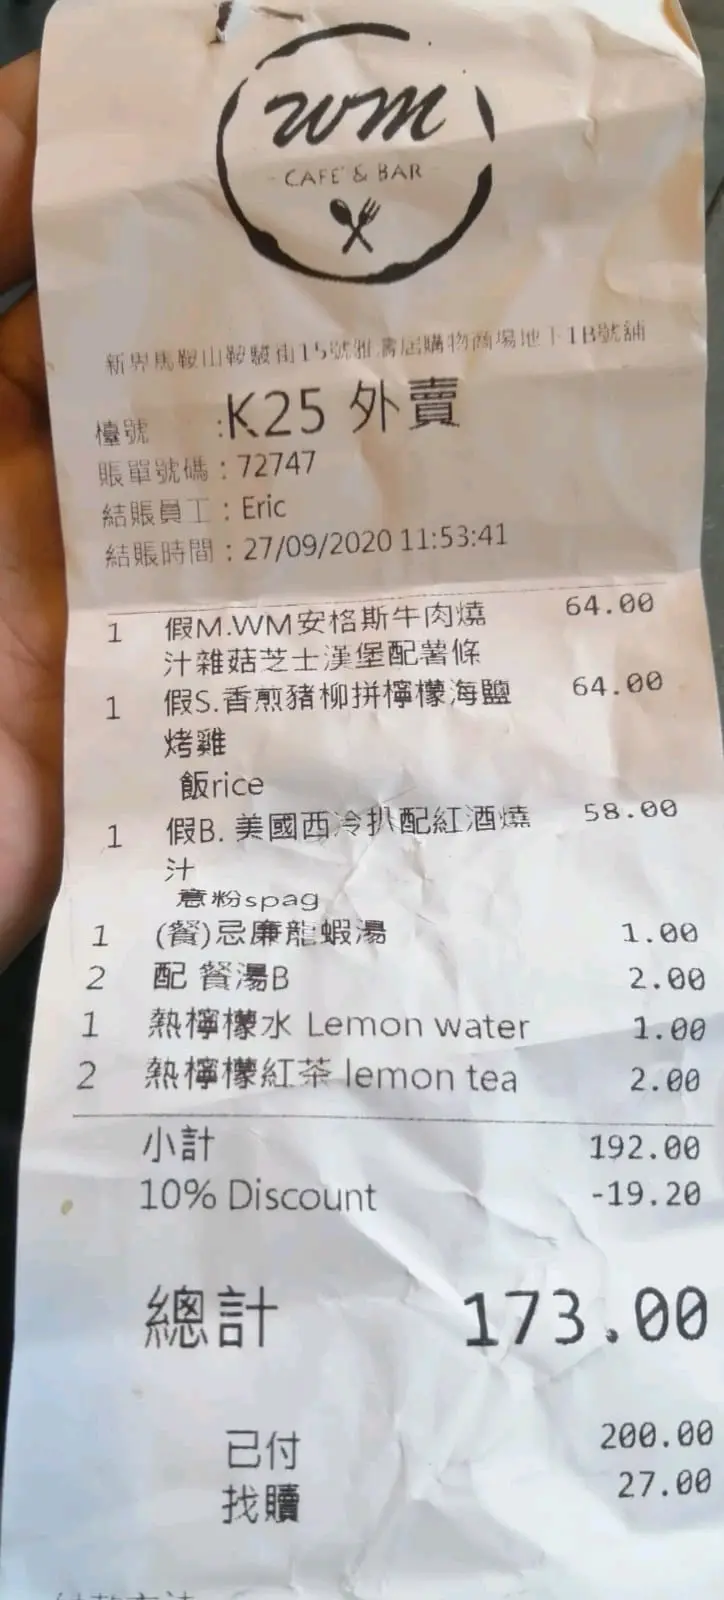 wm
CAFE & BAR
新界馬鞍山鞍駿街15號雅濤居購物商場地下1B號舖
檯號 :K25 外賣
賬單號碼 : 72747
結賬員工 : Eric
結賬時間 : 27/09/2020 11:53:41
1 假M.WM安格斯牛肉燒 64.00
汁雜菇芝士漢堡配薯條
1 假S.香煎豬柳拼檸檬海鹽 64.00
烤雞
飯rice
1 假B. 美國西冷扒配紅酒燒 58.00
汁
意粉spag
1 (餐)忌廉龍蝦湯 1.00
2 配 餐湯B 2.00
1 熱檸檬水 Lemon water 1.00
2 熱檸檬紅茶 lemon tea 2.00
小計 192.00
10% Discount -19.20
總計 173.00
已付 200.00
找贖 27.00